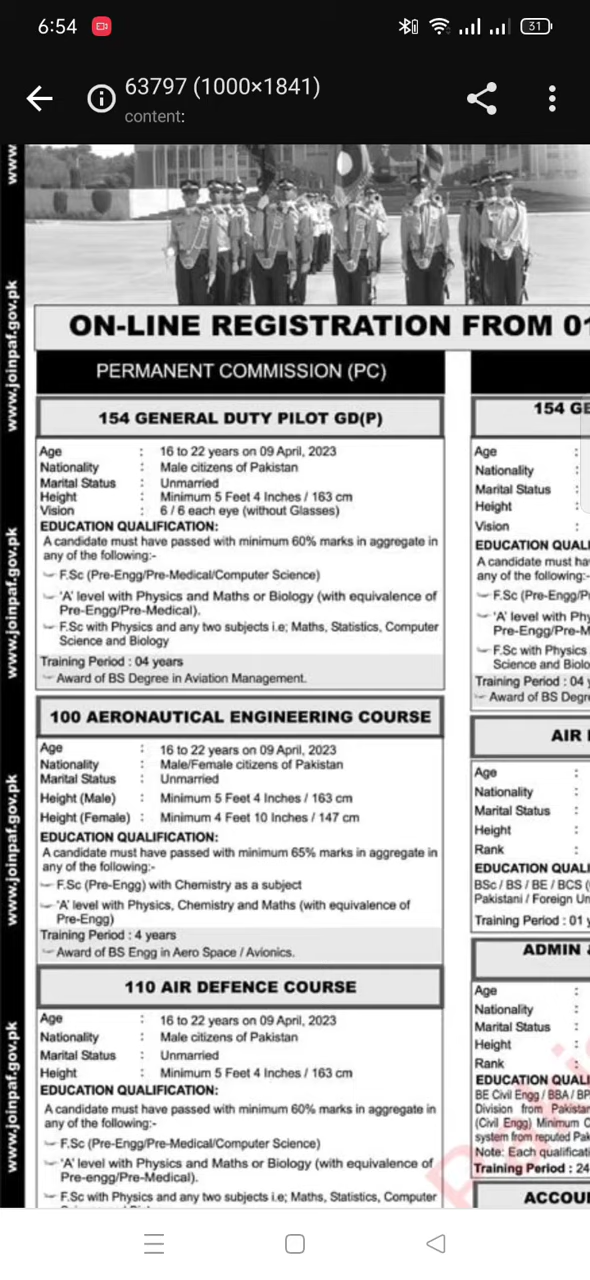 6:54
31
63797 (1000×1841)
content:
www
www.joinpaf.gov.pk
www.joinpaf.gov.pk
www.joinpaf.gov.pk
www.joinpaf.gov.pk
ON-LINE REGISTRATION FROM 01
PERMANENT COMMISSION (PC)
154 GENERAL DUTY PILOT GD(P)
Age : 16 to 22 years on 09 April, 2023
Nationality : Male citizens of Pakistan
Marital Status : Unmarried
Height : Minimum 5 Feet 4 Inches / 163 cm
Vision : 6 / 6 each eye (without Glasses)
EDUCATION QUALIFICATION:
A candidate must have passed with minimum 60% marks in aggregate in
any of the following:-
F.Sc (Pre-Engg/Pre-Medical/Computer Science)
'A' level with Physics and Maths or Biology (with equivalence of
Pre-Engg/Pre-Medical).
F.Sc with Physics and any two subjects i.e; Maths, Statistics, Computer
Science and Biology
Training Period : 04 years
Award of BS Degree in Aviation Management.
100 AERONAUTICAL ENGINEERING COURSE
Age : 16 to 22 years on 09 April, 2023
Nationality : Male/Female citizens of Pakistan
Marital Status : Unmarried
Height (Male) : Minimum 5 Feet 4 Inches / 163 cm
Height (Female) : Minimum 4 Feet 10 Inches / 147 cm
EDUCATION QUALIFICATION:
A candidate must have passed with minimum 65% marks in aggregate in
any of the following:-
F.Sc (Pre-Engg) with Chemistry as a subject
'A' level with Physics, Chemistry and Maths (with equivalence of
Pre-Engg)
Training Period : 4 years
Award of BS Engg in Aero Space / Avionics.
110 AIR DEFENCE COURSE
Age : 16 to 22 years on 09 April, 2023
Nationality : Male citizens of Pakistan
Marital Status : Unmarried
Height : Minimum 5 Feet 4 Inches / 163 cm
EDUCATION QUALIFICATION:
A candidate must have passed with minimum 60% marks in aggregate in
any of the following:-
F.Sc (Pre-Engg/Pre-Medical/Computer Science)
'A' level with Physics and Maths or Biology (with equivalence of
Pre-engg/Pre-Medical).
F.Sc with Physics and any two subjects i.e; Maths, Statistics, Computer
154 GE
Age :
Nationality :
Marital Status :
Height :
Vision :
EDUCATION QUALI
A candidate must ha
any of the following:-
F.Sc (Pre-Engg/P
'A' level with Phy
Pre-Engg/Pre-M
F.Sc with Physics
Science and Biolo
Training Period : 04 y
Award of BS Degr
AIR
Age :
Nationality :
Marital Status :
Height :
Rank :
EDUCATION QUALI
BSc / BS / BE / BCS (
Pakistani / Foreign Un
Training Period : 01 y
ADMIN &
Age :
Nationality :
Marital Status :
Height :
Rank :
EDUCATION QUALI
BE Civil Engg / BBA / BP
Division from Pakistan
(Civil Engg) Minimum C
system from reputed Pak
Note: Each qualificati
Training Period : 24
ACCOU